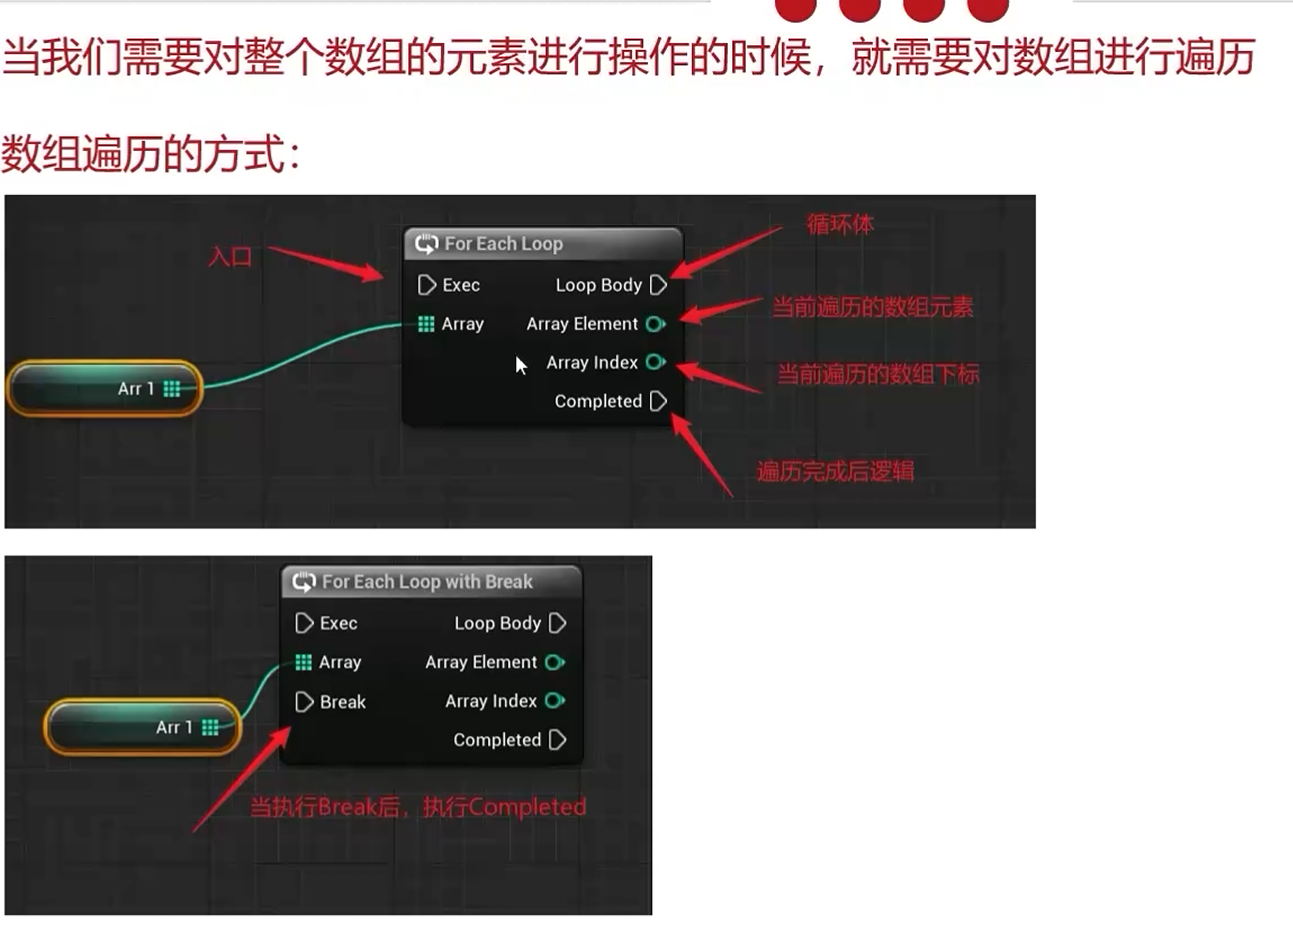 当我们需要对整个数组的元素进行操作的时候，就需要对数组进行遍历
数组遍历的方式：
入口
循环体
For Each Loop
Exec
Loop Body
Array
Array Element
当前遍历的数组元素
Array Index
当前遍历的数组下标
Arr 1
Completed
遍历完成后逻辑
For Each Loop with Break
Exec
Loop Body
Array
Array Element
Break
Array Index
Arr 1
Completed
当执行Break后，执行Completed